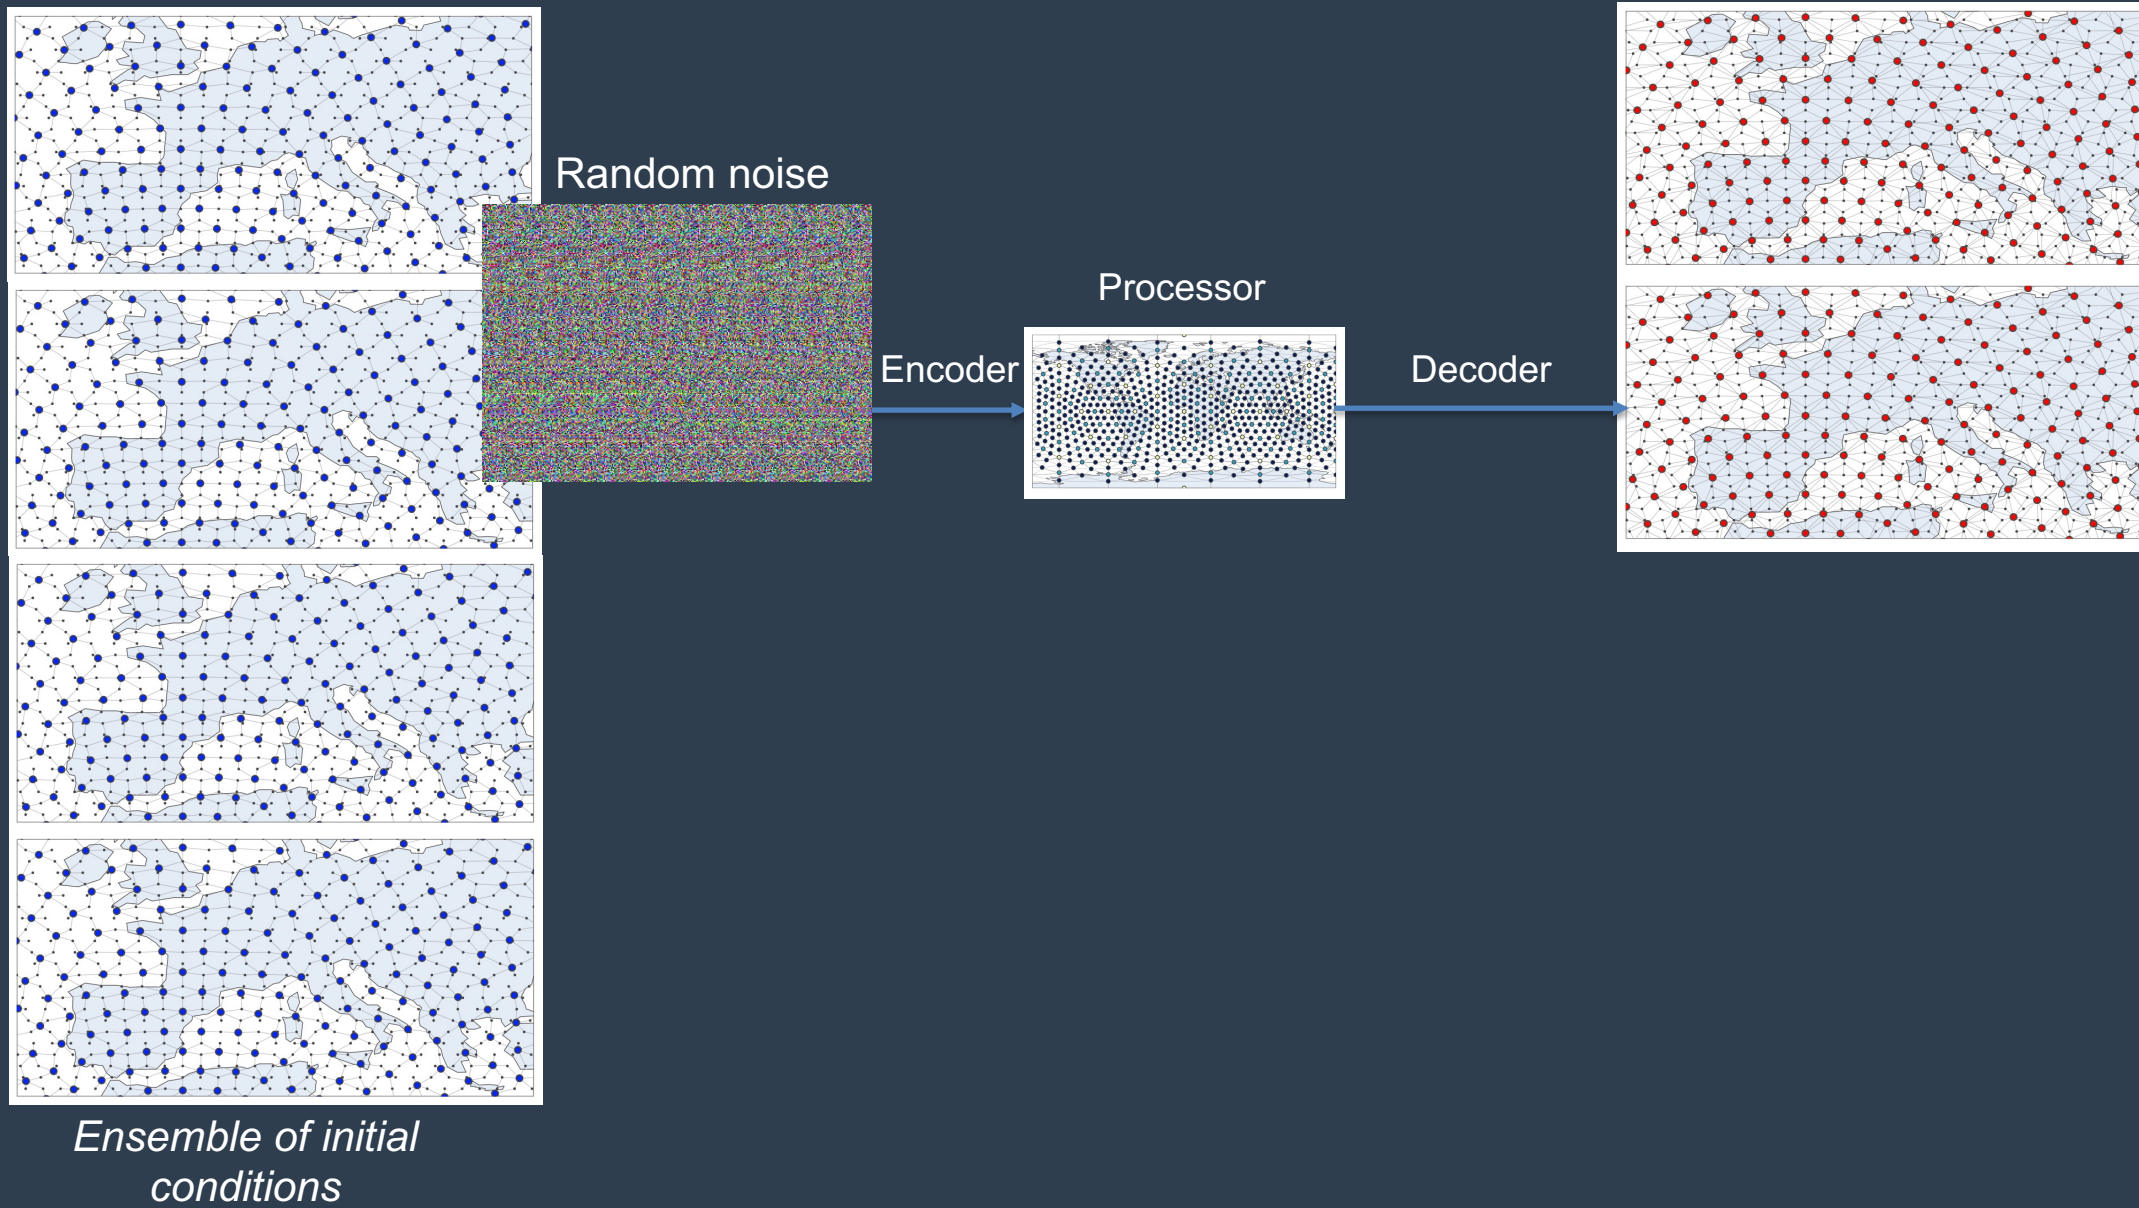 Random noise
Processor
Encoder
Decoder
Ensemble of initial
conditions